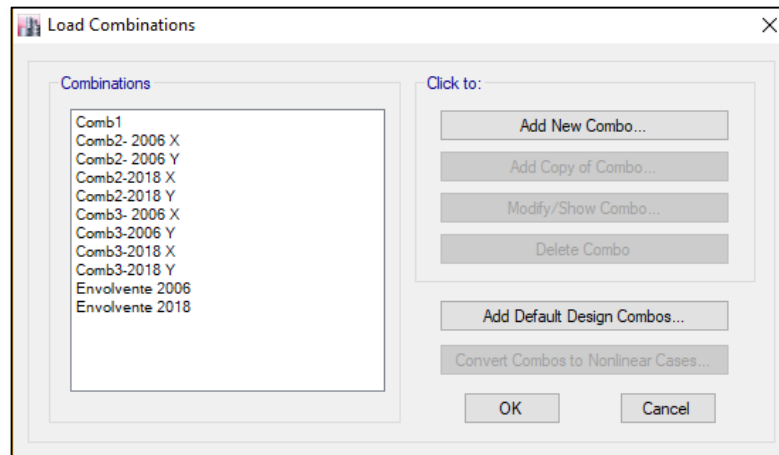 Load Combinations
Combinations
Comb1
Comb2- 2006 X
Comb2- 2006 Y
Comb2-2018 X
Comb2-2018 Y
Comb3- 2006 X
Comb3-2006 Y
Comb3-2018 X
Comb3-2018 Y
Envolvente 2006
Envolvente 2018
Click to:
Add New Combo...
Add Copy of Combo...
Modify/Show Combo...
Delete Combo
Add Default Design Combos...
Convert Combos to Nonlinear Cases...
OK
Cancel